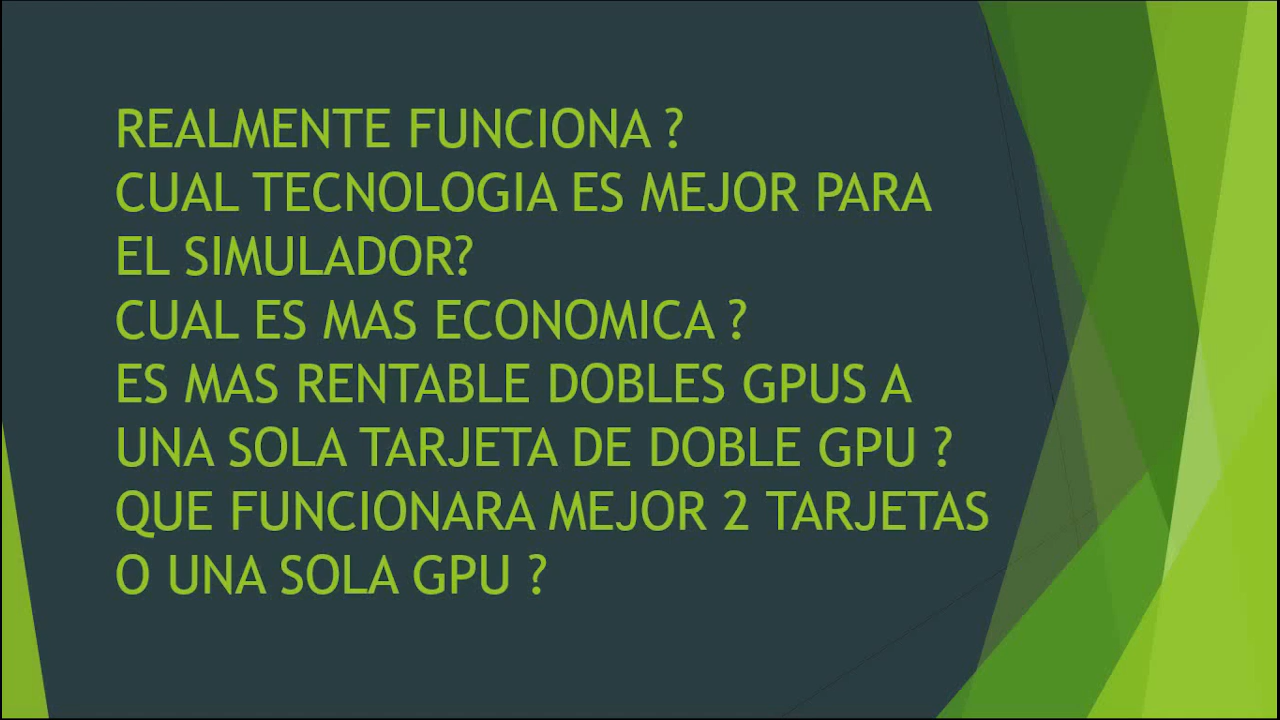 REALMENTE FUNCIONA ?
CUAL TECNOLOGIA ES MEJOR PARA
EL SIMULADOR?
CUAL ES MAS ECONOMICA ?
ES MAS RENTABLE DOBLES GPUS A
UNA SOLA TARJETA DE DOBLE GPU ?
QUE FUNCIONARA MEJOR 2 TARJETAS
O UNA SOLA GPU ?